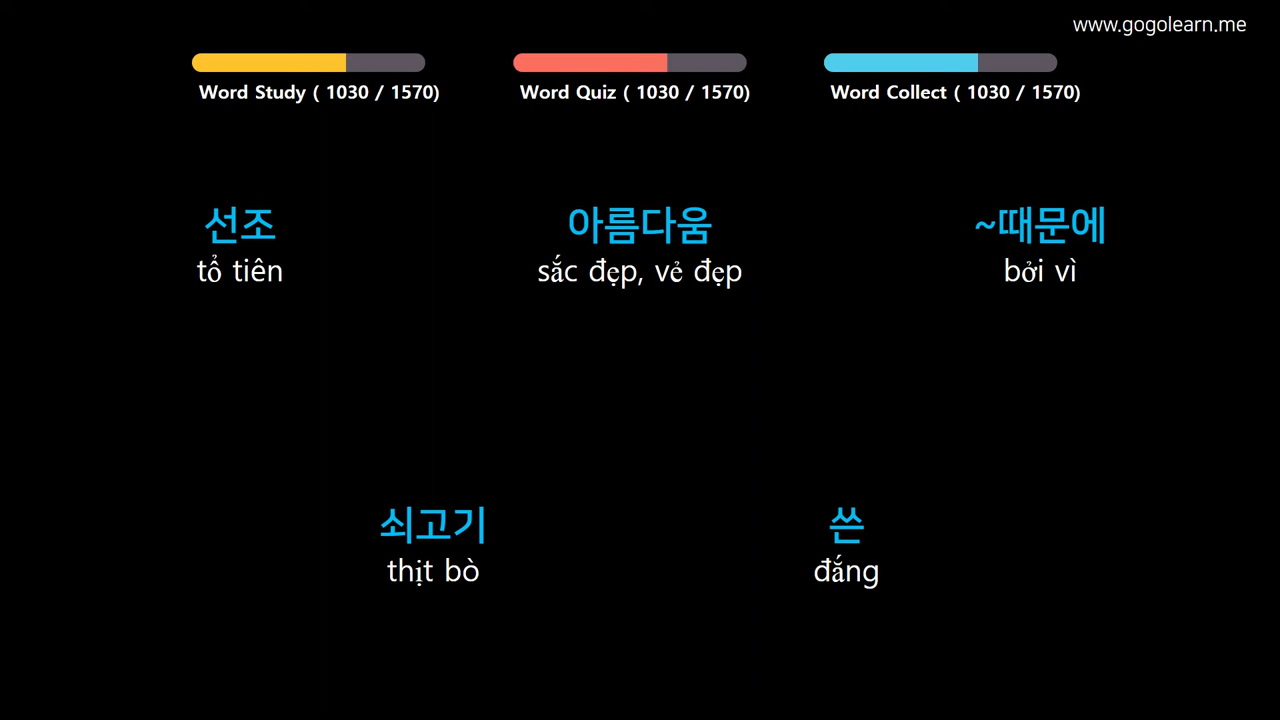 www.gogolearn.me
Word Study ( 1030 / 1570)
Word Quiz ( 1030 / 1570)
Word Collect ( 1030 / 1570)
선조
tổ tiên
아름다움
sắc đẹp, vẻ đẹp
~때문에
bởi vì
쇠고기
thịt bò
쓴
đắng